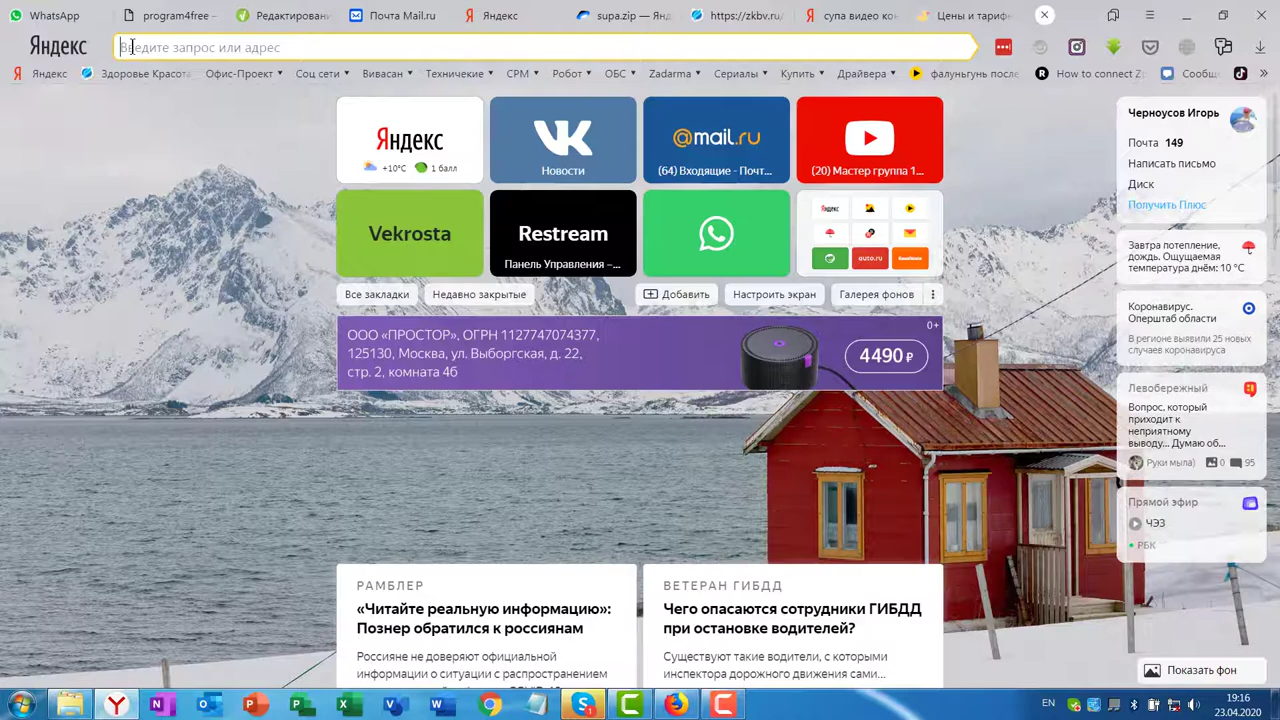 WhatsApp
program4free –
Редактировани
Почта Mail.ru
Яндекс
supa.zip — Янд
https://zkbv.ru/
супа видео ко
Цены и тариф
Яндекс
Введите запрос или адрес
Яндекс
Здоровье Красота
Офис-Проект
Соц сети
Вивасан
Технические
СРМ
Робот
ОБС
Zadarma
Сериалы
Купить
Драйвера
фалуньгун после
How to connect Z
Сообщ
Яндекс
+10°C
1 балл
Новости
@mail.ru
(64) Входящие - Почт...
(20) Мастер группа 1...
Vekrosta
Restream
Панель Управления –...
Яндекс
auto.ru
Все закладки
Недавно закрытые
Добавить
Настроить экран
Галерея фонов
ООО «ПРОСТОР», ОГРН 1127747074377,
125130, Москва, ул. Выборгская, д. 22,
стр. 2, комната 4б
4490 ₽
0+
РАМБЛЕР
«Читайте реальную информацию»:
Познер обратился к россиянам
Россияне не доверяют официальной
информации о ситуации с распространением
ВЕТЕРАН ГИБДД
Чего опасаются сотрудники ГИБДД
при остановке водителей?
Существуют такие водители, с которыми
инспектора дорожного движения сами...
Черноусов Игорь
Почта 149
Написать письмо
Диск
Получить Плюс
Завтра потепление,
дождь. Ощущаемая
температура днём: 10 °C
Коронавирус.
Оперштаб области
В регионе выявили 25 новых
случаев коронавируса
Левобережный
Вопрос, который
приходит к
неприятному
выводу... Думаю об...
Руки мыла)
0
95
Прямой эфир
ЧЭЗ
РБК
Показать фон
EN
19:16
23.04.2020